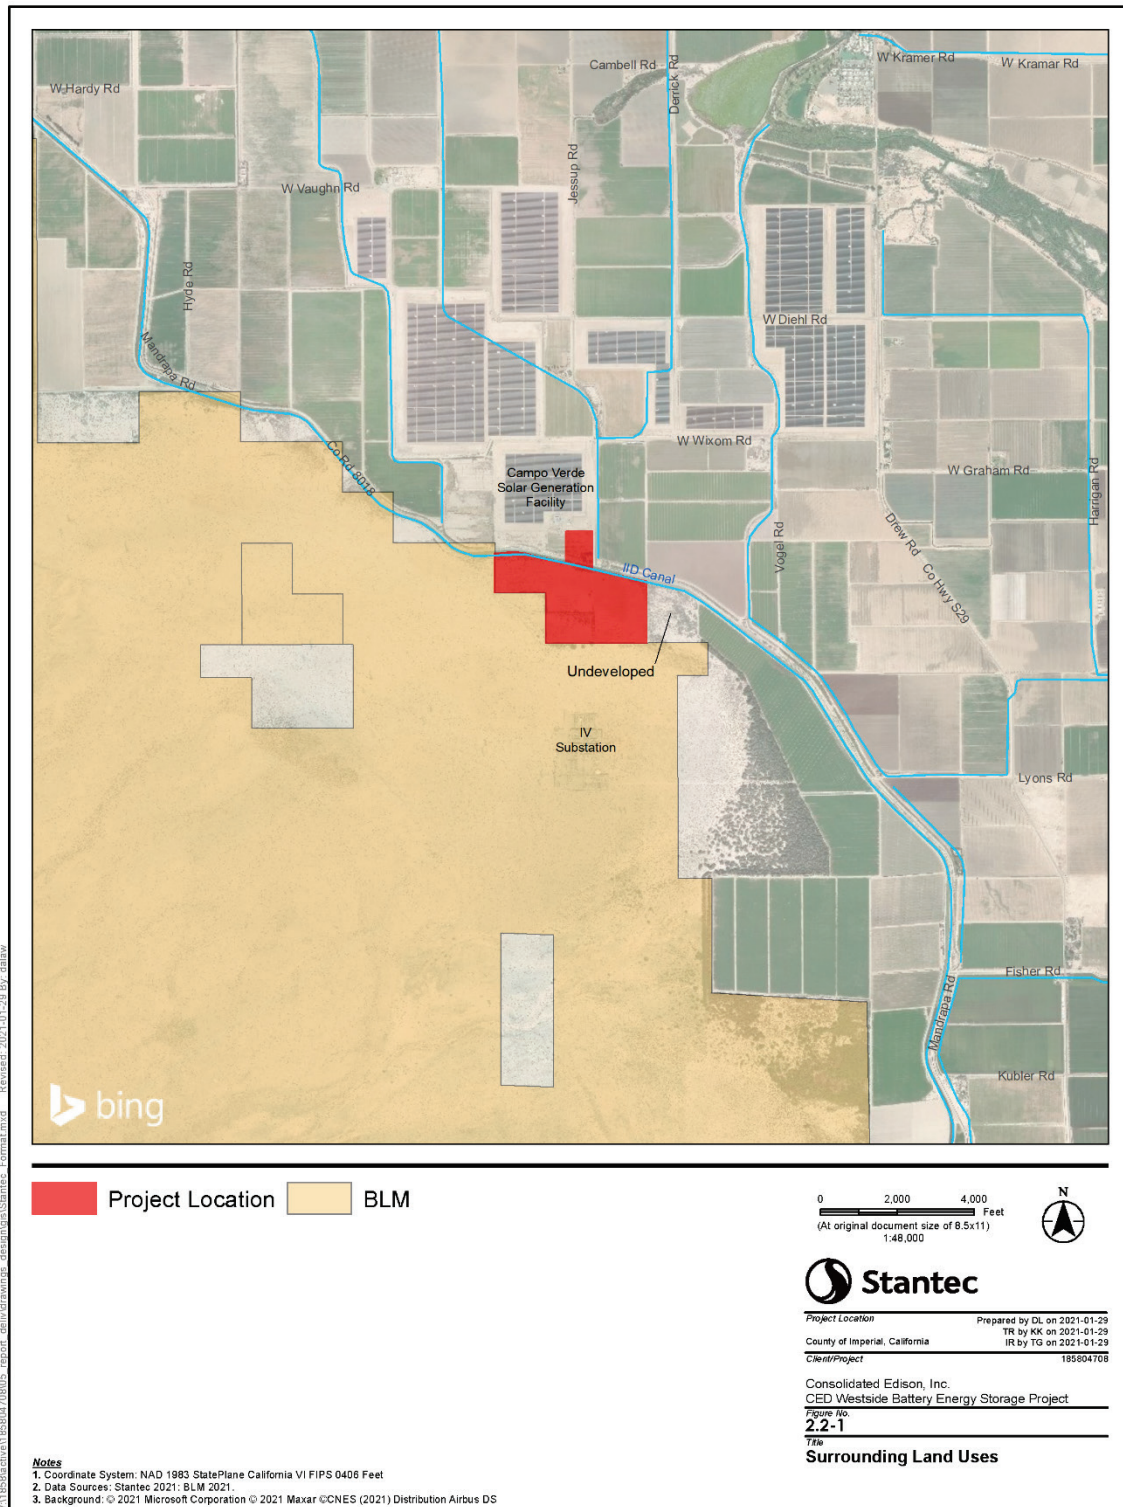 W Hardy Rd
Cambell Rd
Derrick Rd
W Kramer Rd
W Kramar Rd
Jessup Rd
W Vaughn Rd
Hyde Rd
W Diehl Rd
Mandrapa Rd
W Wixom Rd
Co Rd 8018
Campo Verde
Solar Generation
Facility
W Graham Rd
Harrigan Rd
Drew Rd
Co Hwy S29
Vogel Rd
IID Canal
Undeveloped
IV
Substation
Lyons Rd
Fisher Rd
Mandrapa Rd
Kubler Rd
bing
Project Location
BLM
0 2,000 4,000
Feet
(At original document size of 8.5x11)
1:48,000
N
Stantec
Project Location
County of Imperial, California
Prepared by DL on 2021-01-29
TR by KK on 2021-01-29
IR by TG on 2021-01-29
Client/Project
185804708
Consolidated Edison, Inc.
CED Westside Battery Energy Storage Project
Figure No.
2.2-1
Title
Surrounding Land Uses
Notes
1. Coordinate System: NAD 1983 StatePlane California VI FIPS 0406 Feet
2. Data Sources: Stantec 2021; BLM 2021.
3. Background: © 2021 Microsoft Corporation © 2021 Maxar ©CNES (2021) Distribution Airbus DS
Revised: 2021-01-29 By: dalaw